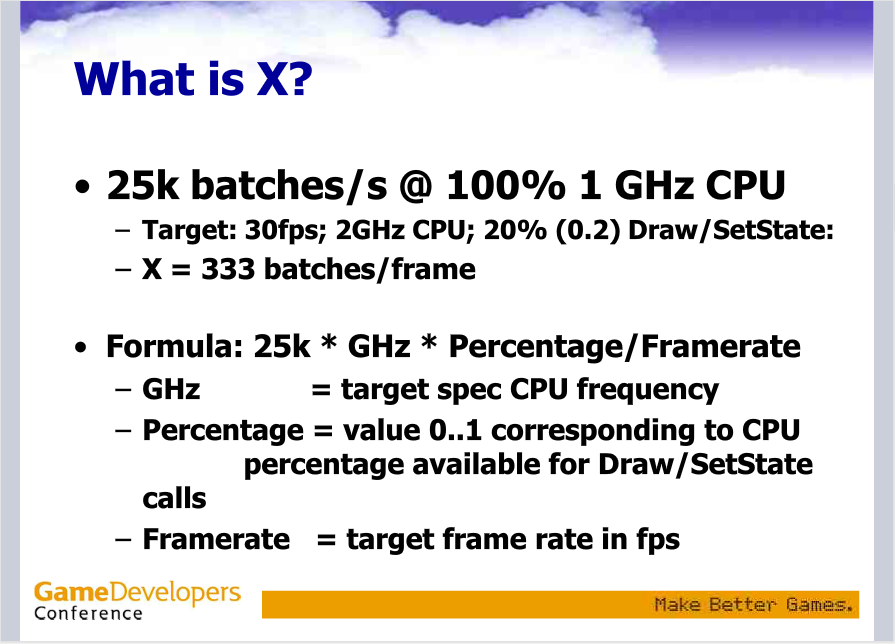 What is X?
• 25k batches/s @ 100% 1 GHz CPU
– Target: 30fps; 2GHz CPU; 20% (0.2) Draw/SetState:
– X = 333 batches/frame
• Formula: 25k * GHz * Percentage/Framerate
– GHz = target spec CPU frequency
– Percentage = value 0..1 corresponding to CPU
percentage available for Draw/SetState
calls
– Framerate = target frame rate in fps
GameDevelopers
Conference
Make Better Games.